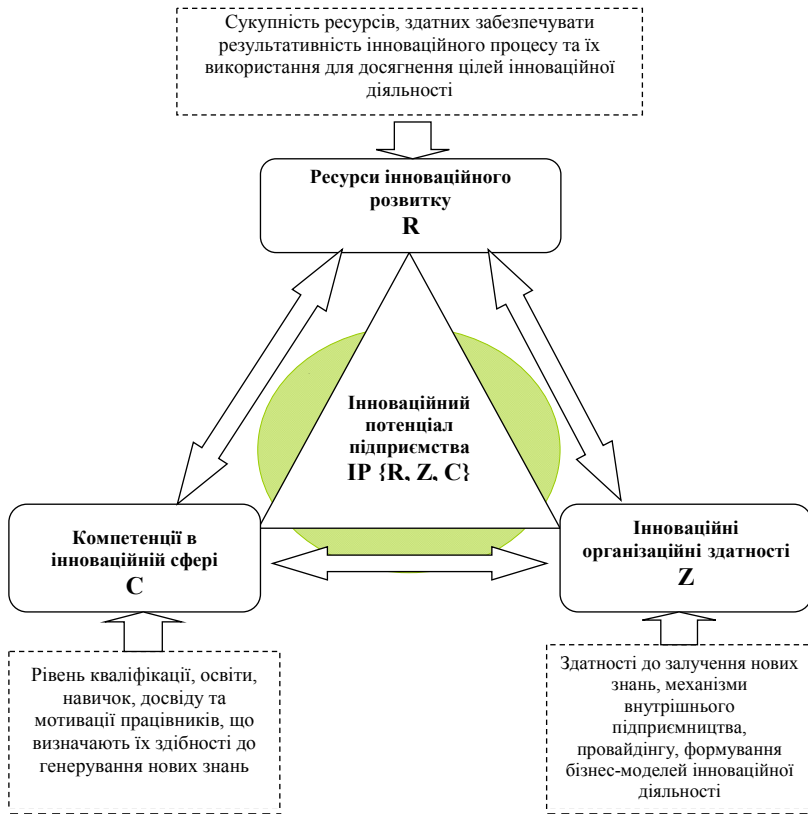 Сукупність ресурсів, здатних забезпечувати
результативність інноваційного процесу та їх
використання для досягнення цілей інноваційної
діяльності
Ресурси інноваційного
розвитку
R
Інноваційний
потенціал
підприємства
IP {R, Z, C}
Компетенції в
інноваційній сфері
C
Інноваційні
організаційні здатності
Z
Рівень кваліфікації, освіти,
навичок, досвіду та
мотивації працівників, що
визначають їх здібності до
генерування нових знань
Здатності до залучення нових
знань, механізми
внутрішнього
підприємництва,
провайдінгу, формування
бізнес-моделей інноваційної
діяльності